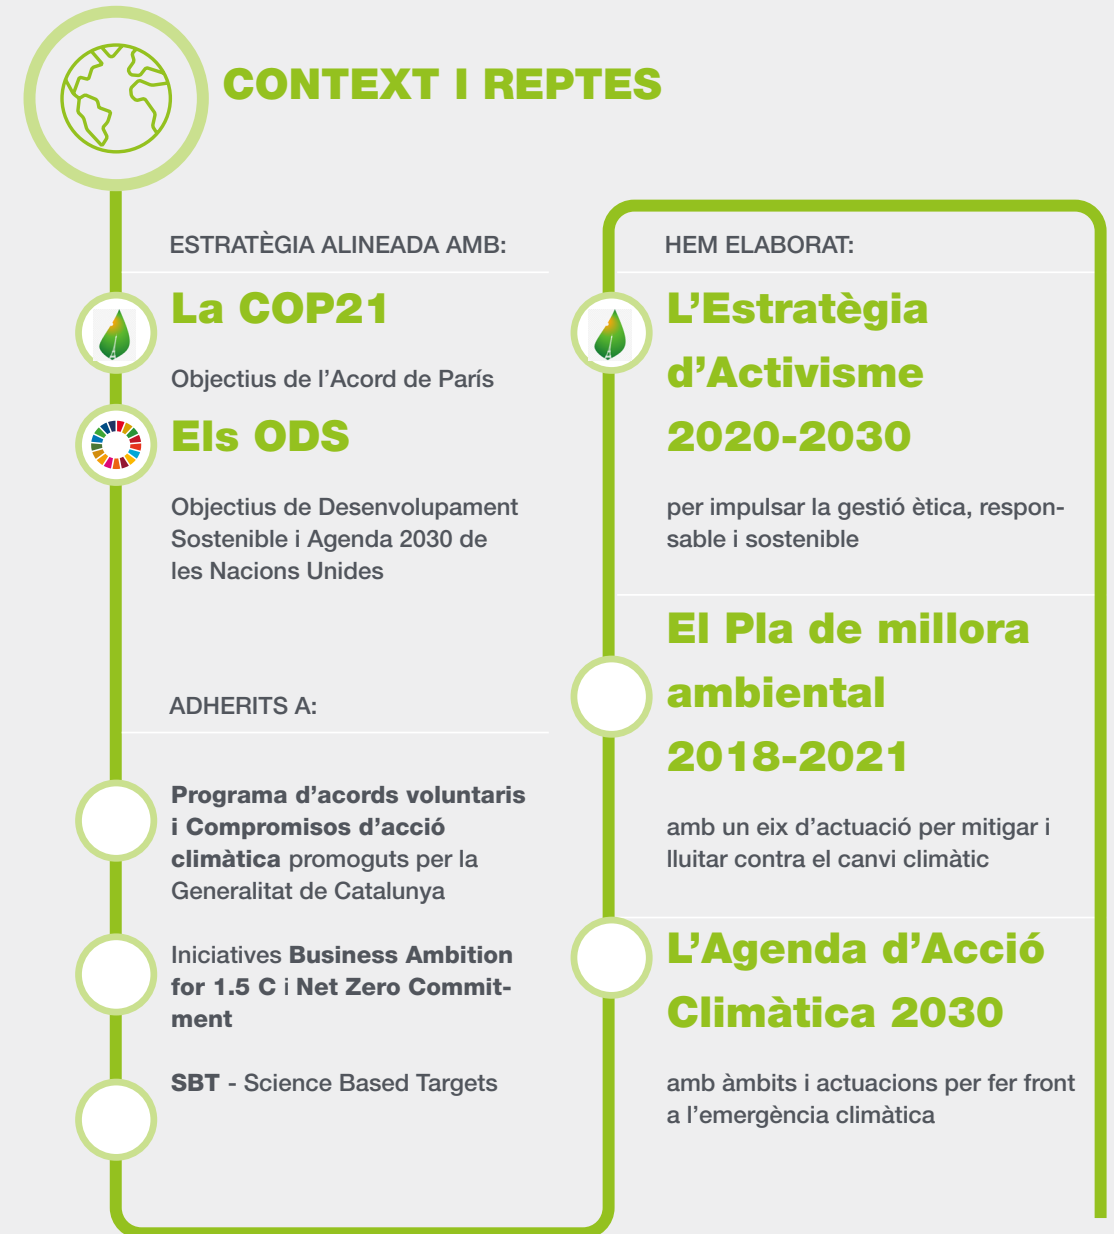 CONTEXT I REPTES
ESTRATÈGIA ALINEADA AMB:
La COP21
Objectius de l’Acord de París
Els ODS
Objectius de Desenvolupament
Sostenible i Agenda 2030 de
les Nacions Unides
ADHERITS A:
Programa d’acords voluntaris
i Compromisos d’acció
climàtica promoguts per la
Generalitat de Catalunya
Iniciatives Business Ambition
for 1.5 C i Net Zero Commit-
ment
SBT - Science Based Targets
HEM ELABORAT:
L’Estratègia
d’Activisme
2020-2030
per impulsar la gestió ètica, respon-
sable i sostenible
El Pla de millora
ambiental
2018-2021
amb un eix d’actuació per mitigar i
lluitar contra el canvi climàtic
L’Agenda d’Acció
Climàtica 2030
amb àmbits i actuacions per fer front
a l’emergència climàtica